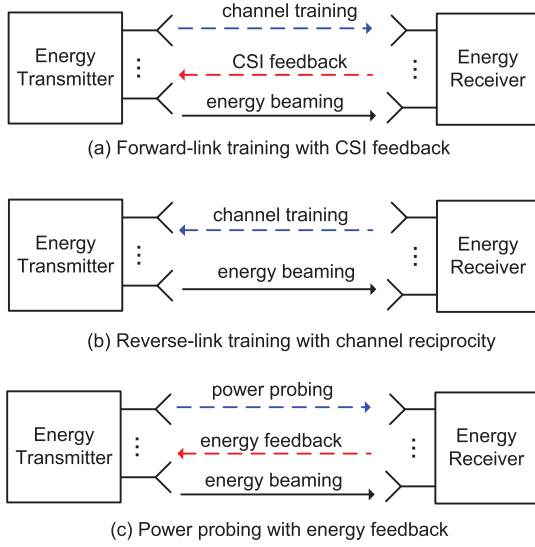 channel training
Energy
Transmitter
CSI feedback
Energy
Receiver
energy beaming
(a) Forward-link training with CSI feedback
channel training
Energy
Transmitter
energy beaming
Energy
Receiver
(b) Reverse-link training with channel reciprocity
power probing
Energy
Transmitter
energy feedback
Energy
Receiver
energy beaming
(c) Power probing with energy feedback